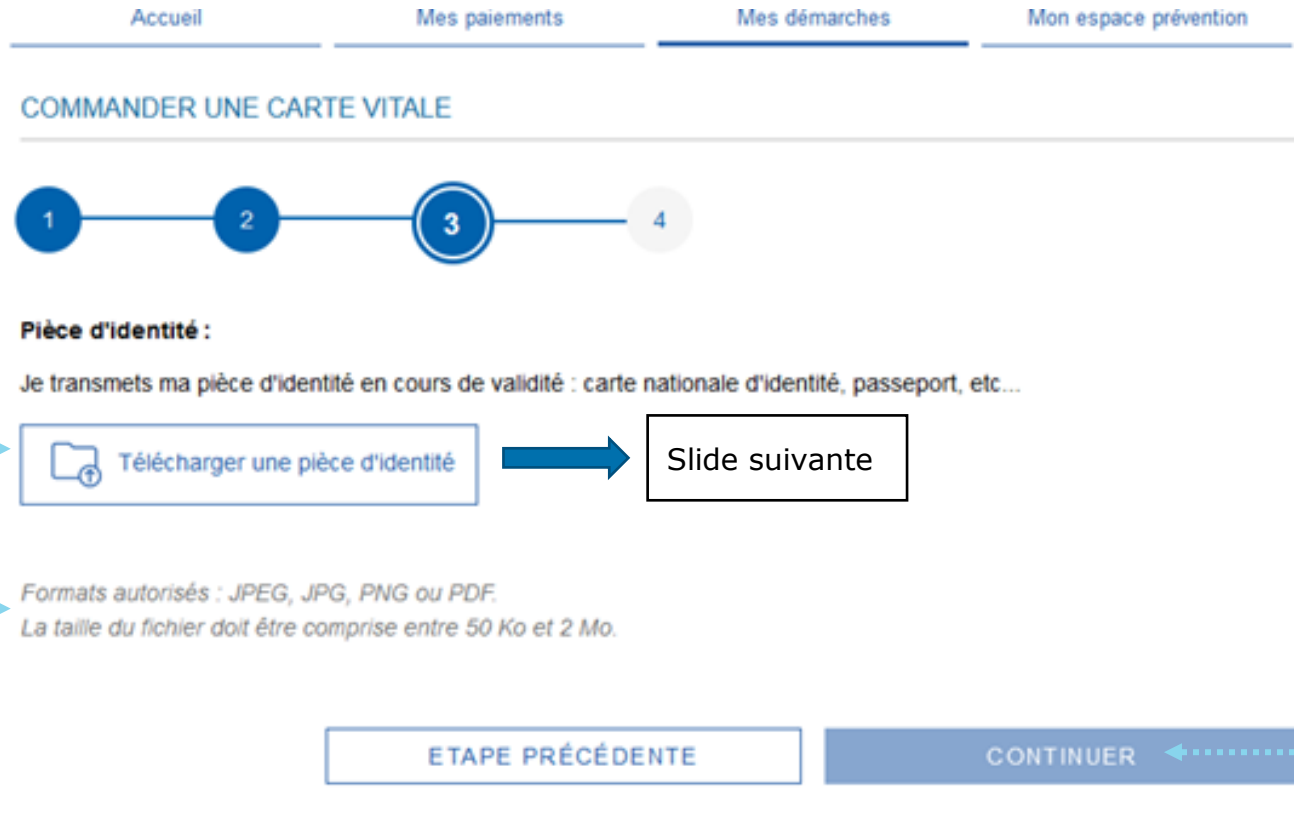 Accueil Mes paiements Mes démarches Mon espace prévention
COMMANDER UNE CARTE VITALE
1 2 3 4
Pièce d'identité :
Je transmets ma pièce d'identité en cours de validité : carte nationale d'identité, passeport, etc...
Télécharger une pièce d'identité
Slide suivante
Formats autorisés : JPEG, JPG, PNG ou PDF.
La taille du fichier doit être comprise entre 50 Ko et 2 Mo.
ETAPE PRÉCÉDENTE CONTINUER